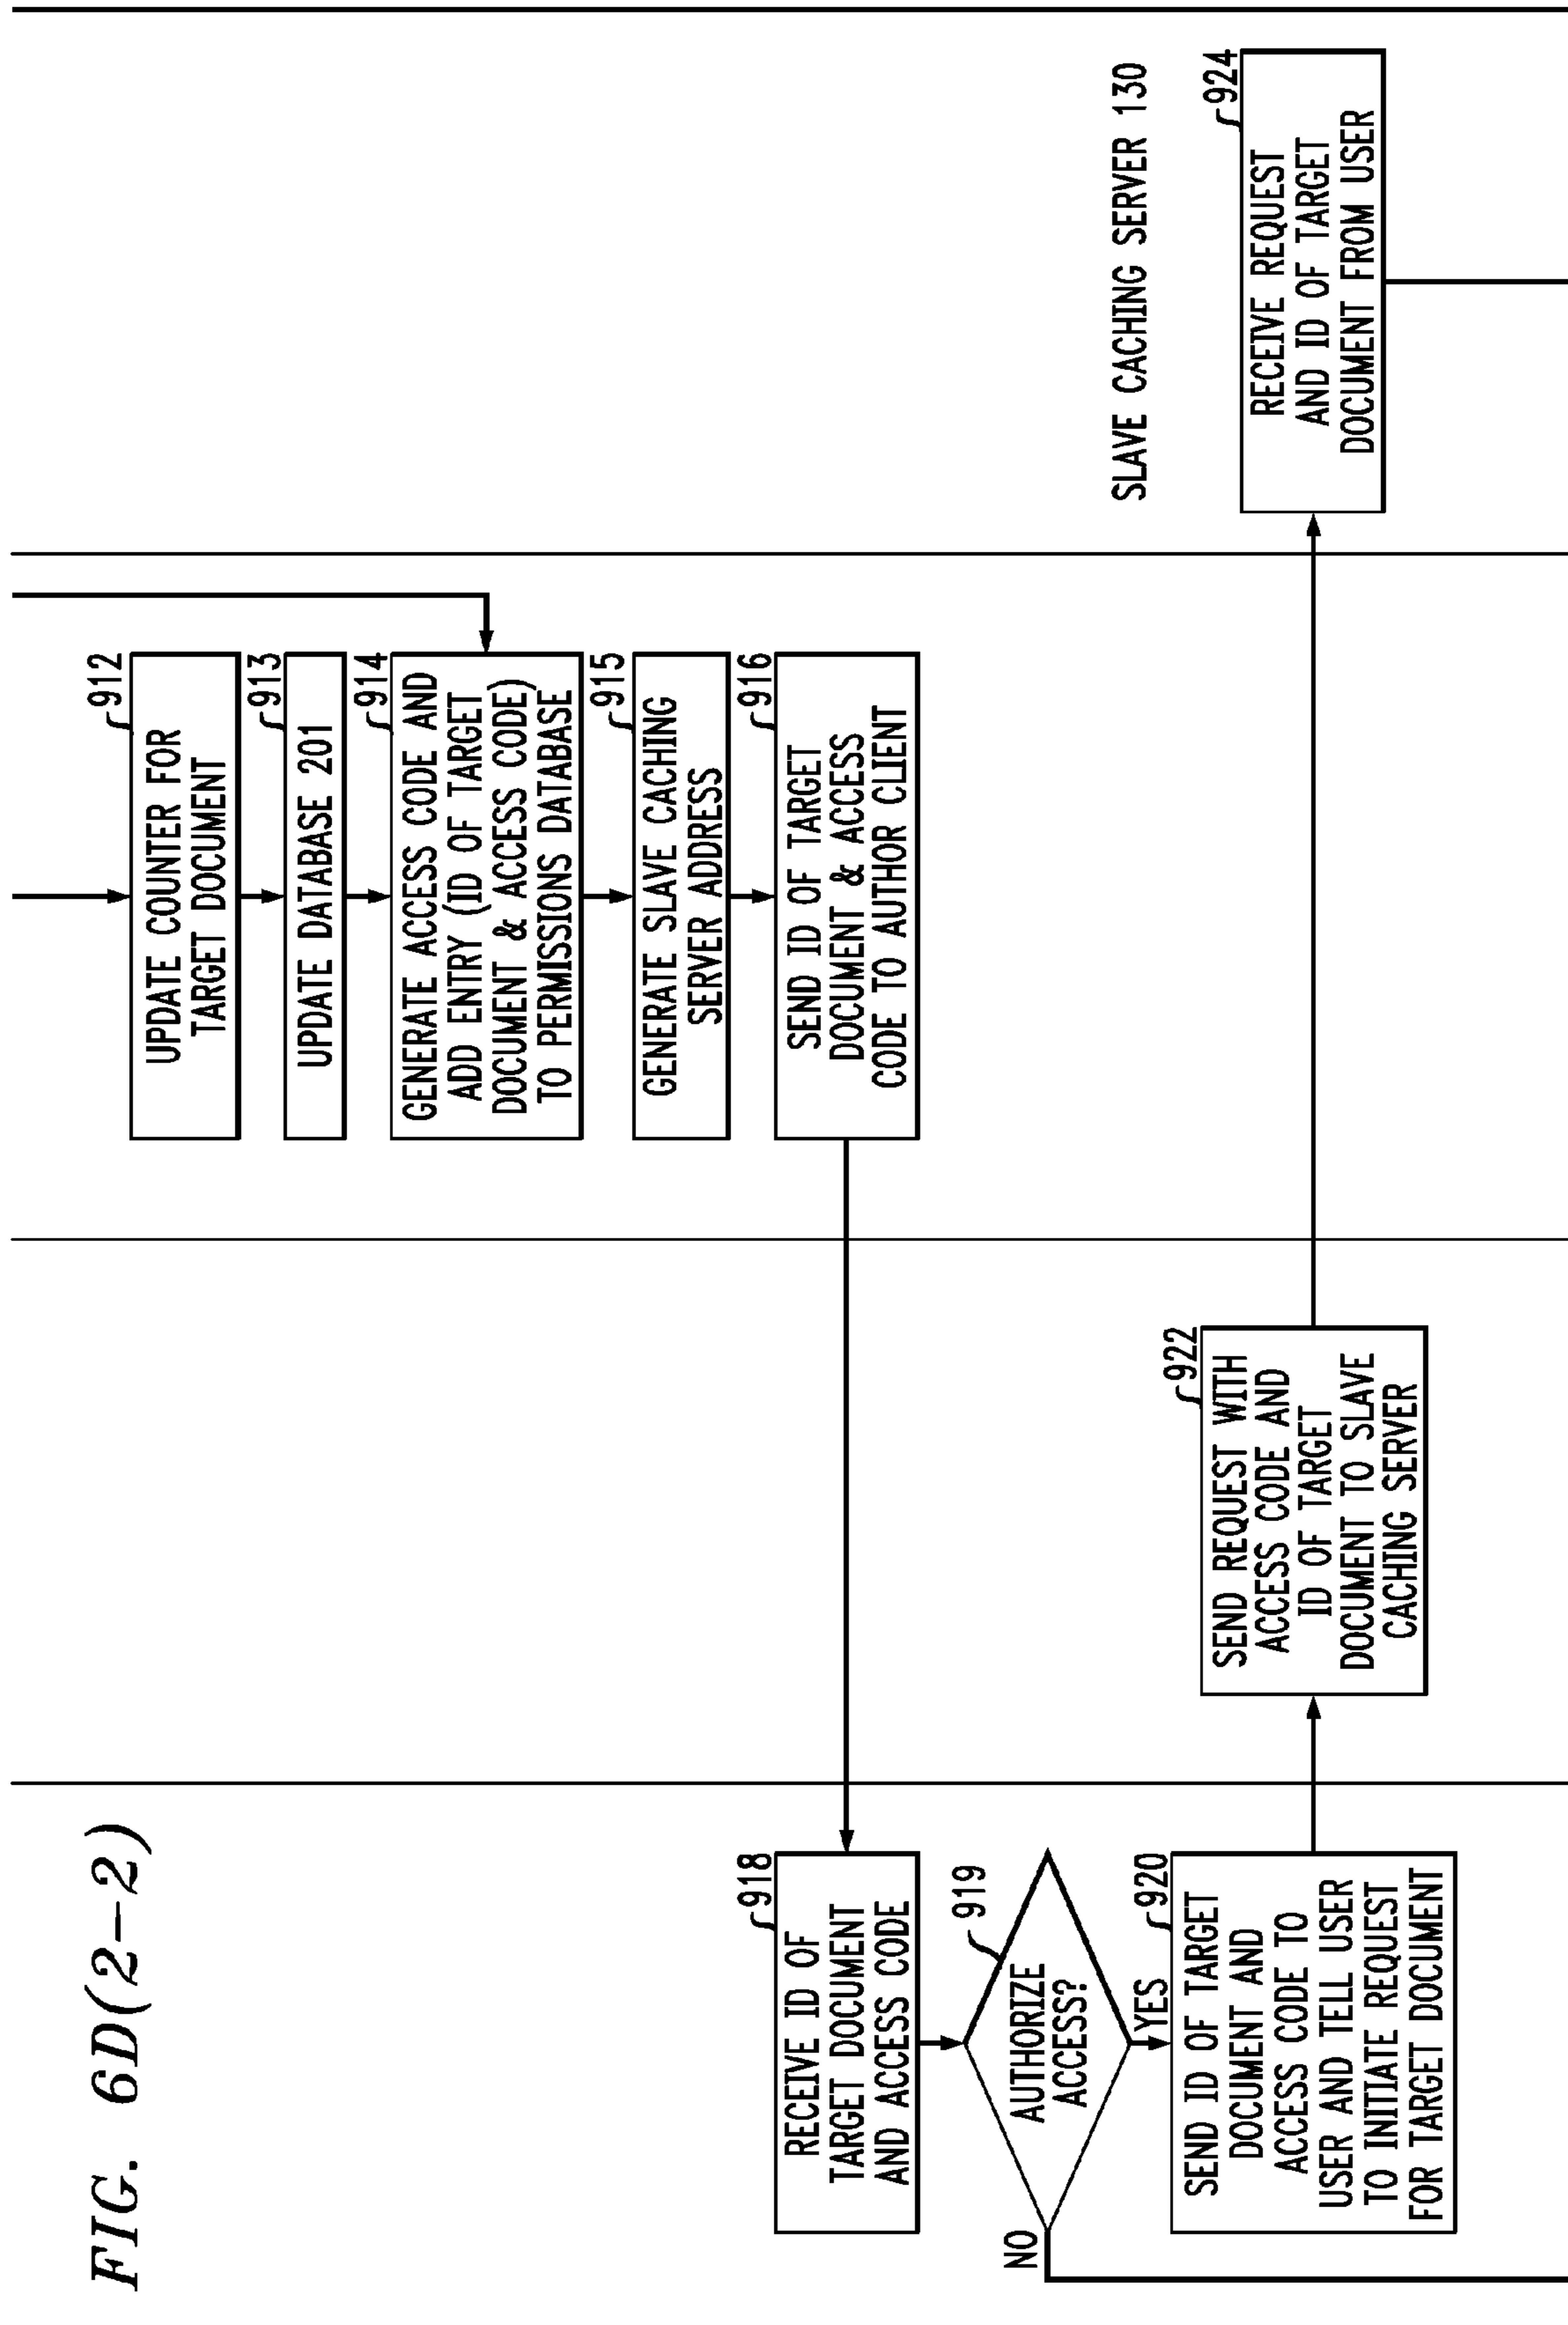 FIG. 6D(2-2)
912
UPDATE COUNTER FOR
TARGET DOCUMENT
913
UPDATE DATABASE 201
914
GENERATE ACCESS CODE AND
ADD ENTRY (ID OF TARGET
DOCUMENT & ACCESS CODE)
TO PERMISSIONS DATABASE
915
GENERATE SLAVE CACHING
SERVER ADDRESS
916
SEND ID OF TARGET
DOCUMENT & ACCESS
CODE TO AUTHOR CLIENT
918
RECEIVE ID OF
TARGET DOCUMENT
AND ACCESS CODE
919
AUTHORIZE
ACCESS?
NO
YES
920
SEND ID OF TARGET
DOCUMENT AND
ACCESS CODE TO
USER AND TELL USER
TO INITIATE REQUEST
FOR TARGET DOCUMENT
922
SEND REQUEST WITH
ACCESS CODE AND
ID OF TARGET
DOCUMENT TO SLAVE
CACHING SERVER
SLAVE CACHING SERVER 130
924
RECEIVE REQUEST
AND ID OF TARGET
DOCUMENT FROM USER